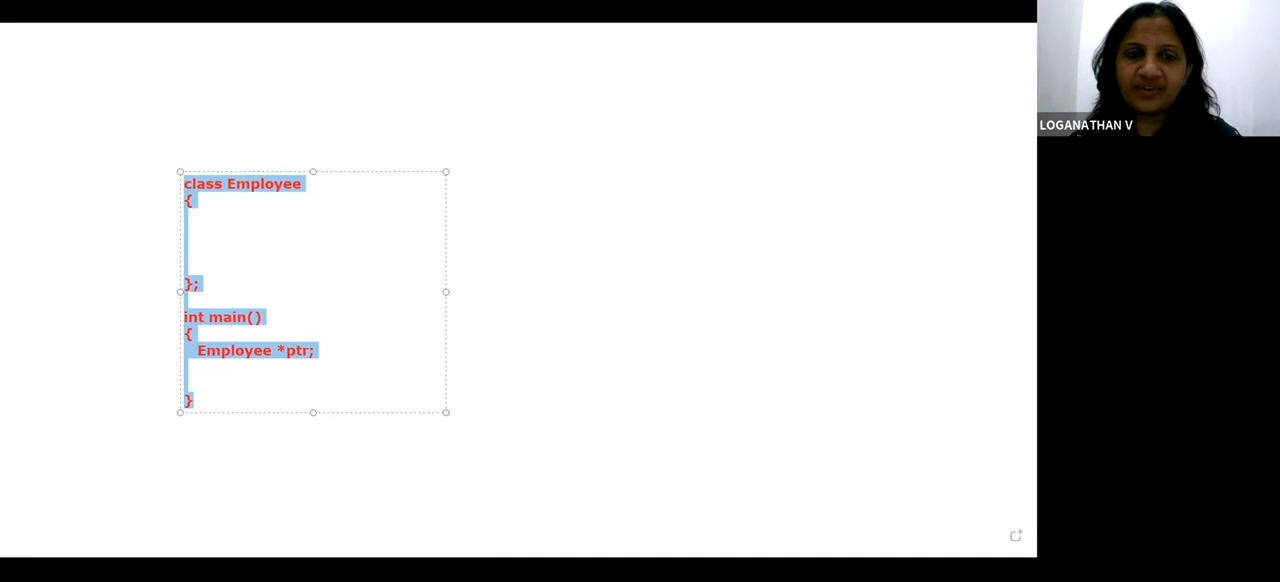 class Employee
{
};
int main()
{
Employee *ptr;
}
LOGANATHAN V